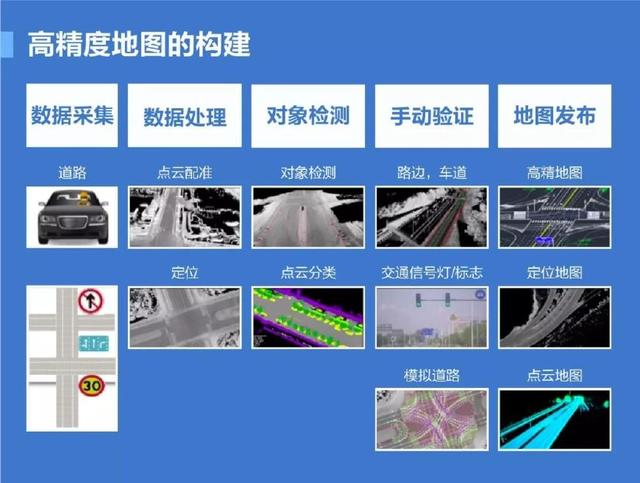 高精度地图的构建
数据采集
数据处理
对象检测
手动验证
地图发布
道路
点云配准
对象检测
路边，车道
高精地图
定位
点云分类
交通信号灯/标志
定位地图
30
模拟道路
点云地图